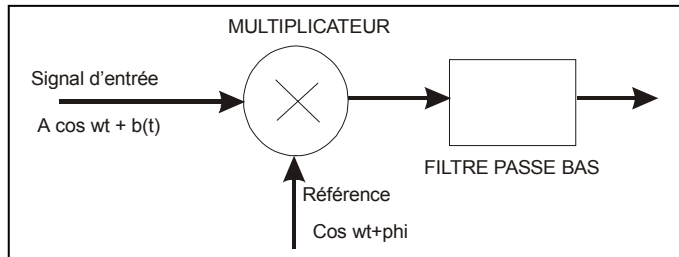 MULTIPLICATEUR
Signal d'entrée
A cos wt + b(t)
FILTRE PASSE BAS
Référence
Cos wt+phi